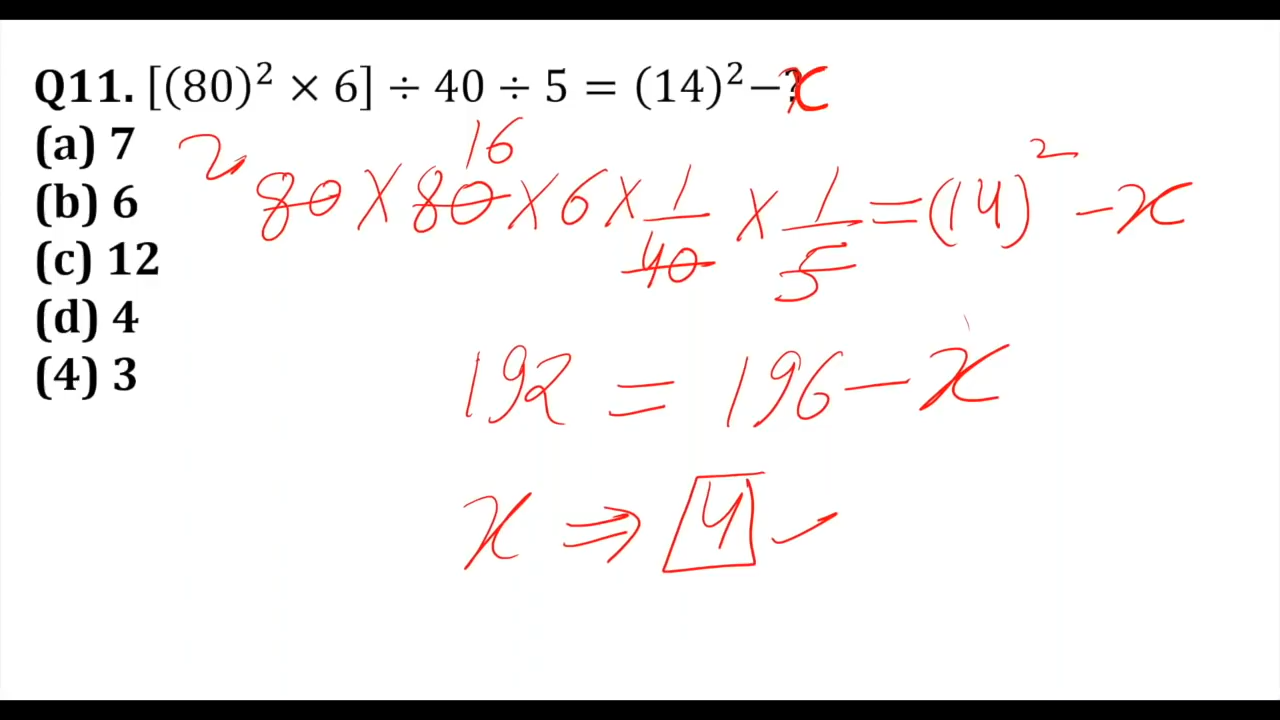 Q11. [(80)² × 6] ÷ 40 ÷ 5 = (14)² − ? x
(a) 7
(b) 6
(c) 12
(d) 4
(4) 3
2 16
80 × 80 × 6 × 1/40 × 1/5 = (14)² − x
192 = 196 − x
x ⇒ 4